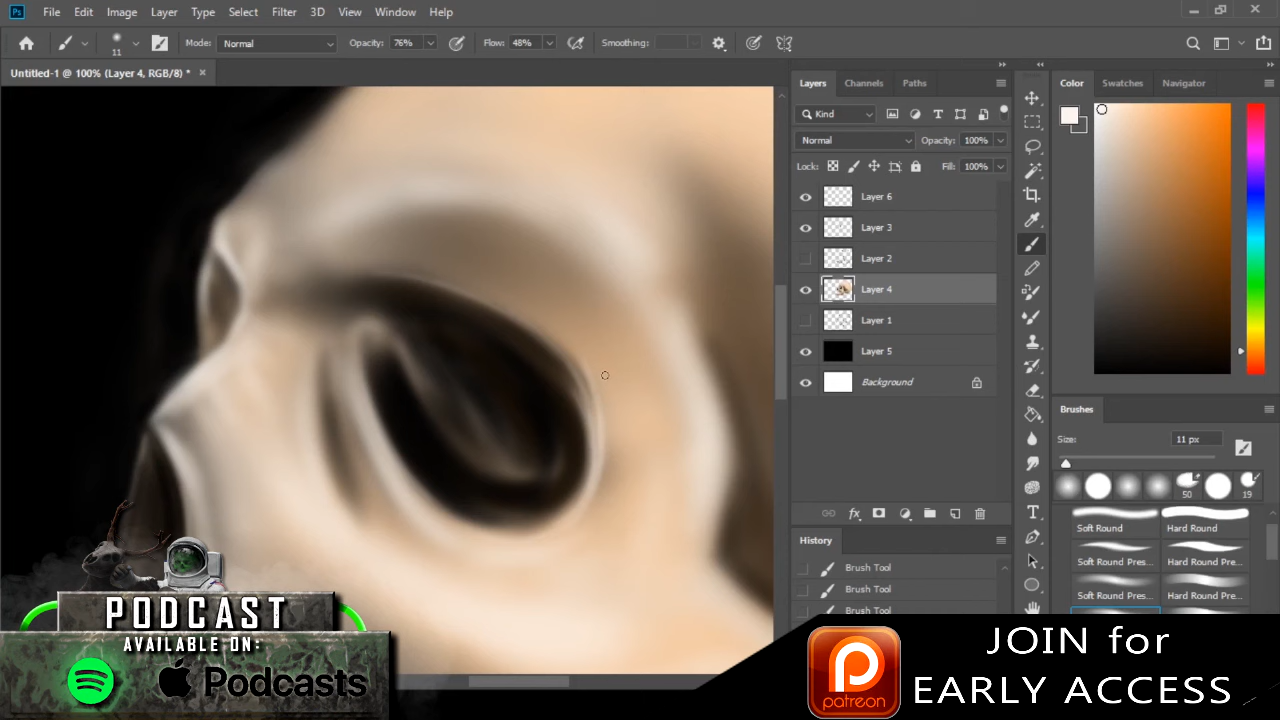 Ps File Edit Image Layer Type Select Filter 3D View Window Help
11 Mode: Normal Opacity: 76% Flow: 48% Smoothing:
Untitled-1 @ 100% (Layer 4, RGB/8) * ×
Layers Channels Paths
Kind
Normal Opacity: 100%
Lock: Fill: 100%
Layer 6
Layer 3
Layer 2
Layer 4
Layer 1
Layer 5
Background
fx
History
Brush Tool
Brush Tool
Brush Tool
Color Swatches Navigator
Brushes
Size: 11 px
50 19
Soft Round Hard Round
Soft Round Pres... Hard Round Pre...
Soft Round Pres... Hard Round Pre...
PODCAST
AVAILABLE ON:
Podcasts
patreon
JOIN for
EARLY ACCESS